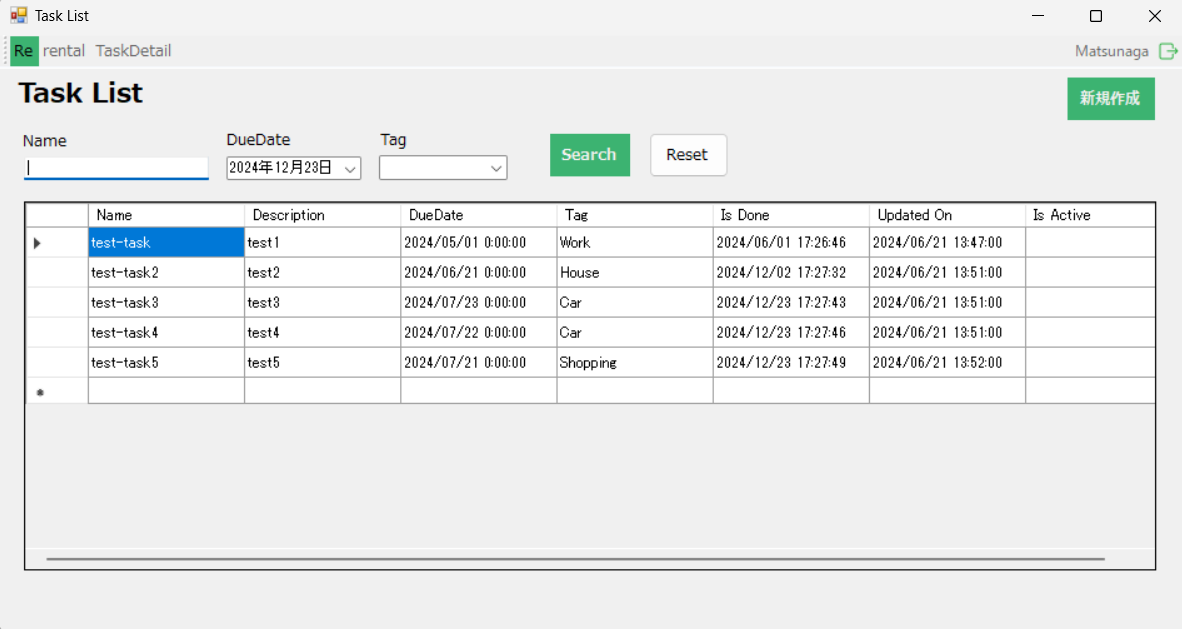 Task List
Re rental TaskDetail Matsunaga
Task List
新規作成
Name DueDate Tag
2024年12月23日 Search Reset
Name Description DueDate Tag Is Done Updated On Is Active
test-task test1 2024/05/01 0:00:00 Work 2024/06/01 17:26:46 2024/06/21 13:47:00
test-task2 test2 2024/06/21 0:00:00 House 2024/12/02 17:27:32 2024/06/21 13:51:00
test-task3 test3 2024/07/23 0:00:00 Car 2024/12/23 17:27:43 2024/06/21 13:51:00
test-task4 test4 2024/07/22 0:00:00 Car 2024/12/23 17:27:46 2024/06/21 13:51:00
test-task5 test5 2024/07/21 0:00:00 Shopping 2024/12/23 17:27:49 2024/06/21 13:52:00